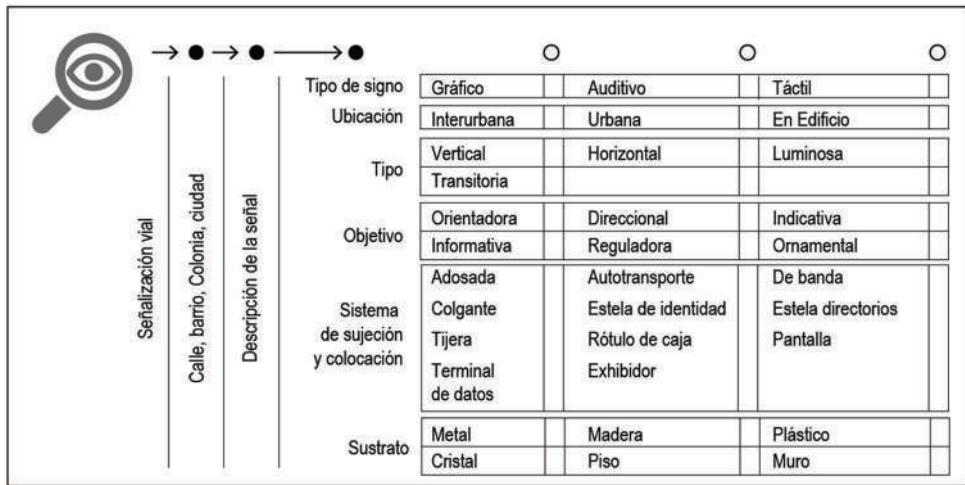 Tipo de signo Gráfico Auditivo Táctil
Ubicación Interurbana Urbana En Edificio
Tipo Vertical Horizontal Luminosa
Transitoria
Objetivo Orientadora Direccional Indicativa
Informativa Reguladora Ornamental
Sistema de sujeción y colocación Adosada Autotransporte De banda
Colgante Estela de identidad Estela directorios
Tijera Rótulo de caja Pantalla
Terminal de datos Exhibidor
Sustrato Metal Madera Plástico
Cristal Piso Muro
Señalización vial
Calle, barrio, Colonia, ciudad
Descripción de la señal